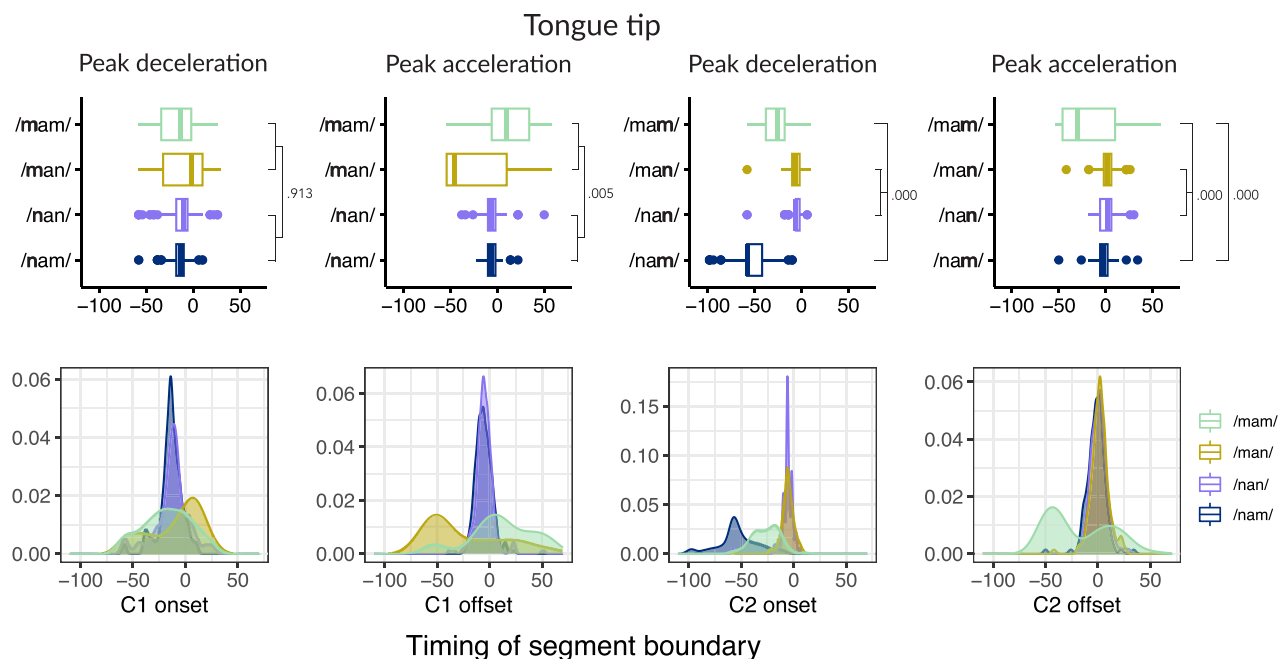 Tongue tip
Peak deceleration Peak acceleration Peak deceleration Peak acceleration
/mam/ /mam/ /mam/ /mam/
/man/ /man/ /man/ /man/
.913 .005 .000 .000 .000
/nan/ /nan/ /nan/ /nan/
/nam/ /nam/ /nam/ /nam/
−100 −50 0 50 −100 −50 0 50 −100 −50 0 50 −100 −50 0 50
0.06 0.04 0.02 0.00
0.06 0.04 0.02 0.00
0.15 0.10 0.05 0.00
0.06 0.04 0.02 0.00
/mam/
/man/
/nan/
/nam/
−100 −50 0 50 −100 −50 0 50 −100 −50 0 50 −100 −50 0 50
C1 onset C1 offset C2 onset C2 offset
Timing of segment boundary